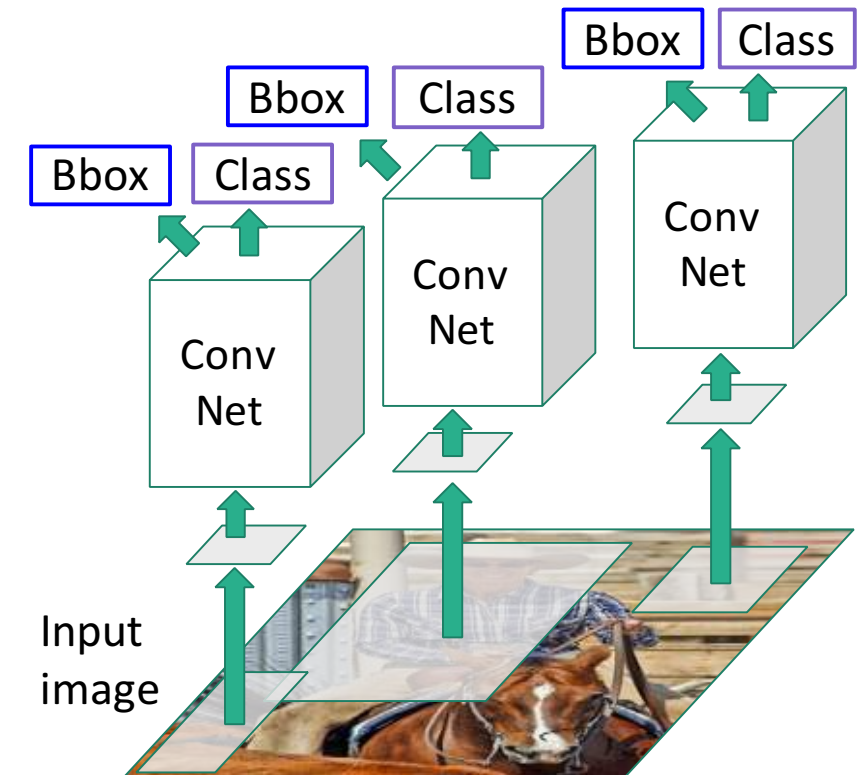 Bbox Class
Bbox Class
Bbox Class
Conv
Net
Conv
Net
Conv
Net
Input
image